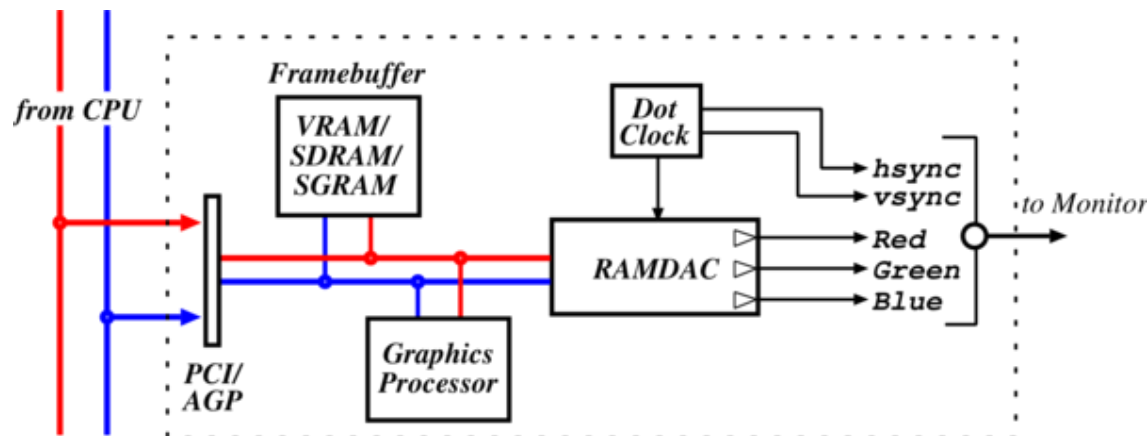 from CPU
Framebuffer
VRAM/
SDRAM/
SGRAM
Dot
Clock
hsync
vsync
to Monitor
Red
Green
Blue
RAMDAC
Graphics
Processor
PCI/
AGP